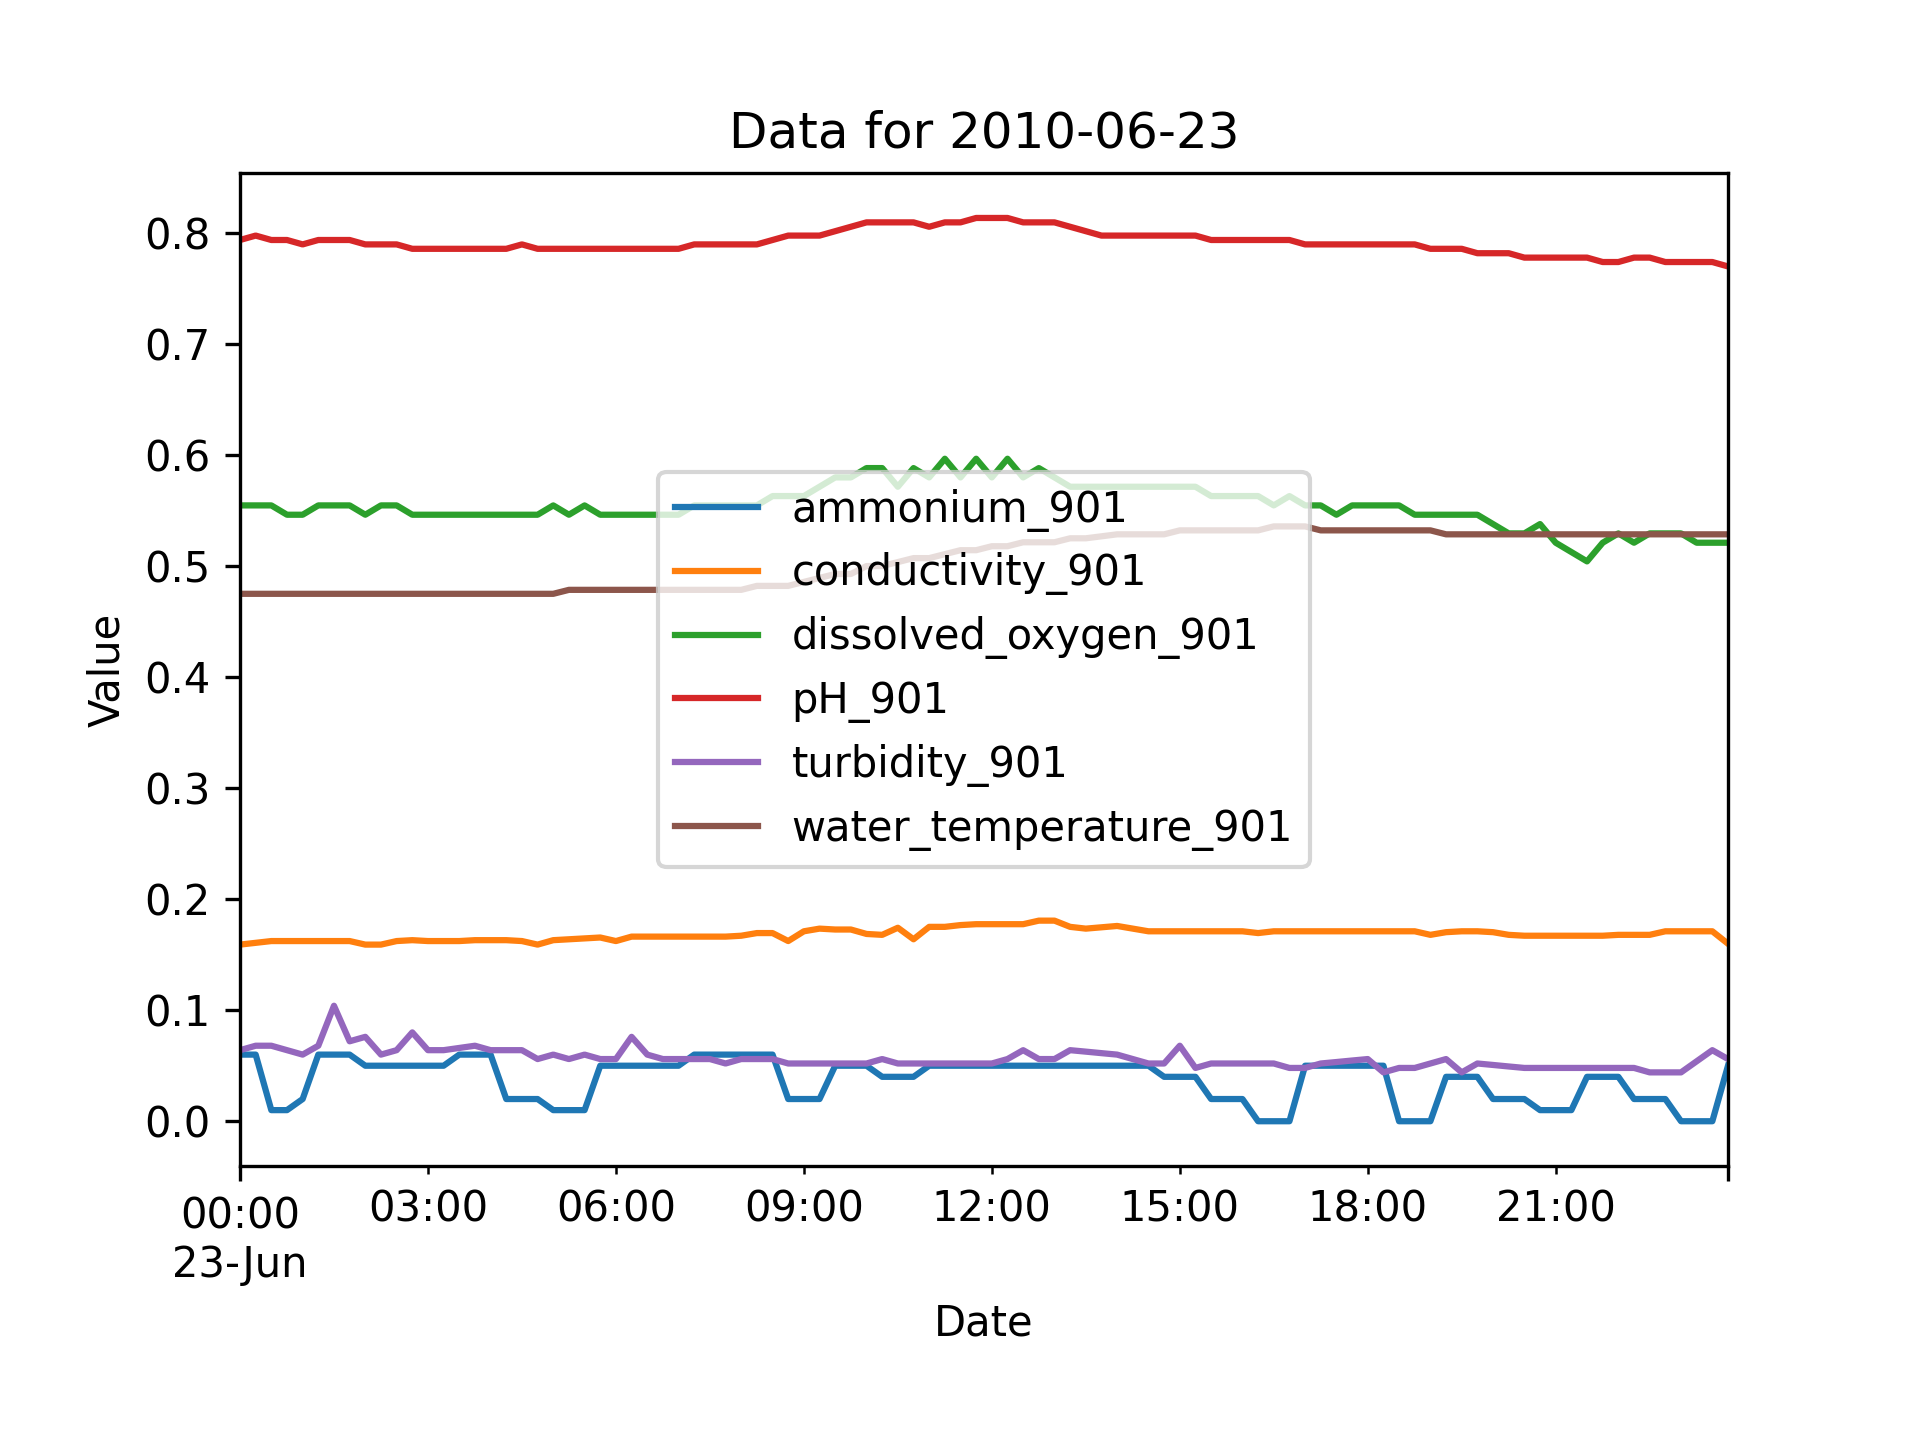 Data for 2010-06-23
Value
0.8
0.7
0.6
0.5
0.4
0.3
0.2
0.1
0.0
ammonium_901
conductivity_901
dissolved_oxygen_901
pH_901
turbidity_901
water_temperature_901
00:00 03:00 06:00 09:00 12:00 15:00 18:00 21:00
23-Jun
Date